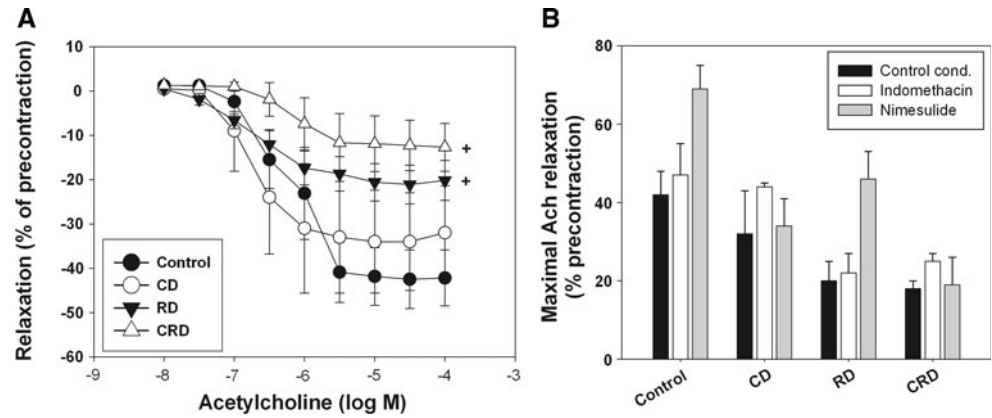 A
Relaxation (% of precontraction)
10
0
-10
-20
-30
-40
-50
-60
+
+
Control
CD
RD
CRD
-9
-8
-7
-6
-5
-4
-3
Acetylcholine (log M)
B
Maximal Ach relaxation
(% precontraction)
80
60
40
20
0
Control cond.
Indomethacin
Nimesulide
Control
CD
RD
CRD